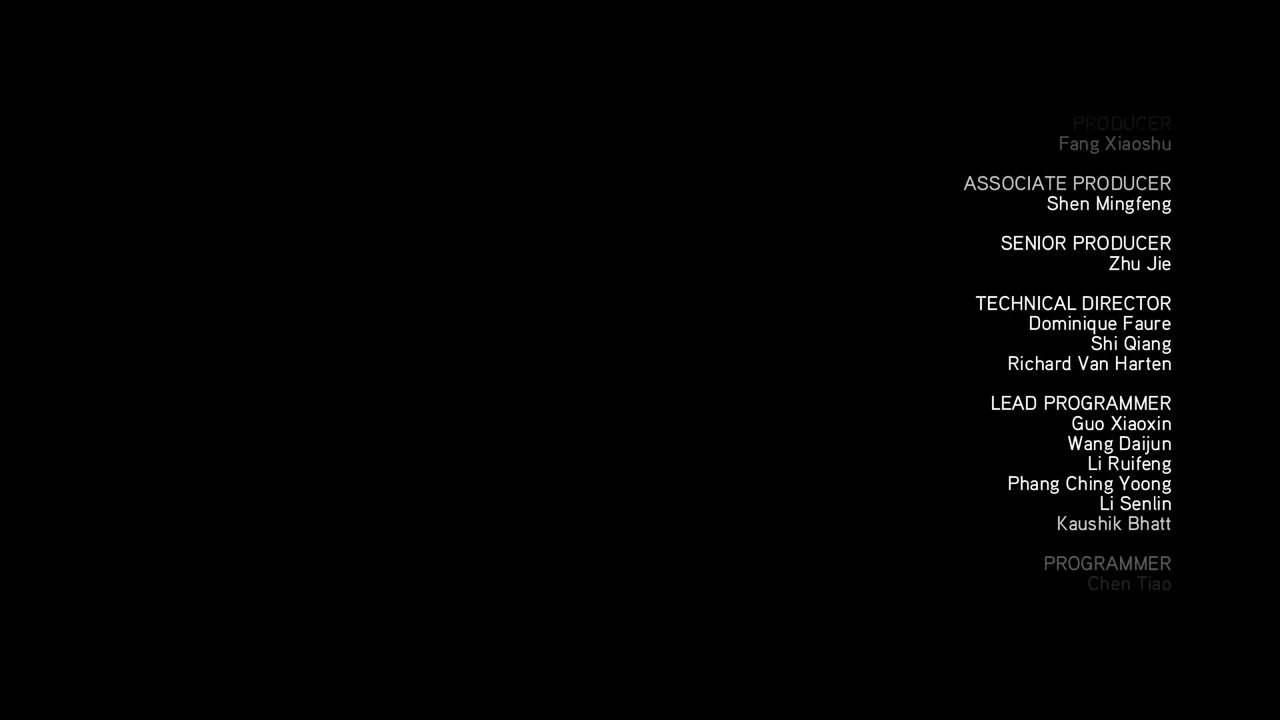 PRODUCER
Fang Xiaoshu
ASSOCIATE PRODUCER
Shen Mingfeng
SENIOR PRODUCER
Zhu Jie
TECHNICAL DIRECTOR
Dominique Faure
Shi Qiang
Richard Van Harten
LEAD PROGRAMMER
Guo Xiaoxin
Wang Daijun
Li Ruifeng
Phang Ching Yoong
Li Senlin
Kaushik Bhatt
PROGRAMMER
Chen Tiao